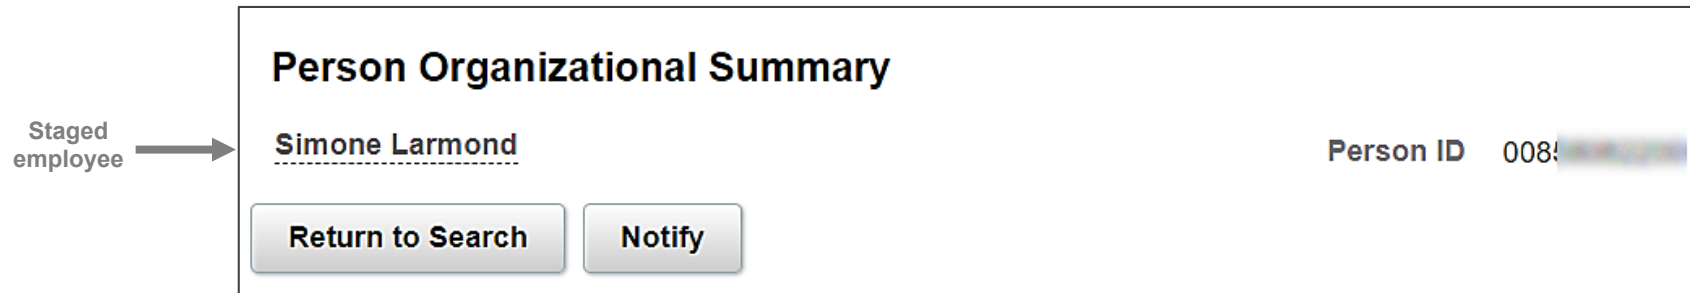 Person Organizational Summary
Staged
employee
Simone Larmond
Person ID 008
Return to Search
Notify